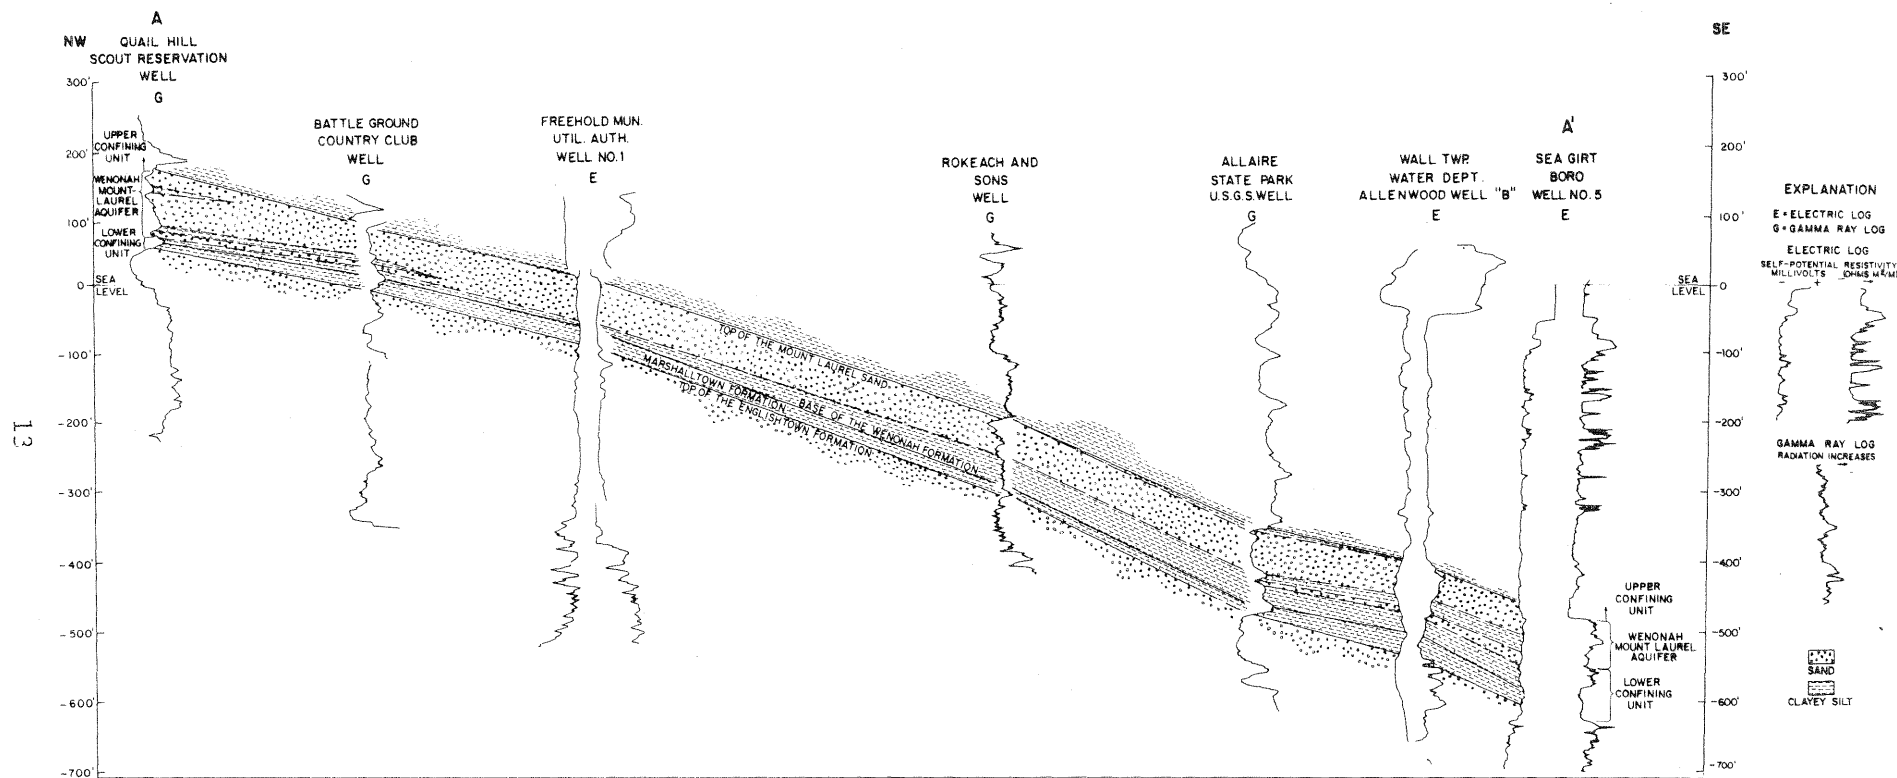 A
NW
QUAIL HILL
SCOUT RESERVATION
WELL
G
300'
UPPER
CONFINING
UNIT
200'
WENONAH
MOUNT-
LAUREL
AQUIFER
100'
LOWER
CONFINING
UNIT
SEA
LEVEL
0
-100'
-200'
-300'
-400'
-500'
-600'
-700'
13
BATTLE GROUND
COUNTRY CLUB
WELL
G
FREEHOLD MUN.
UTIL. AUTH.
WELL NO.1
E
ROKEACH AND
SONS
WELL
G
ALLAIRE
STATE PARK
U.S.G.S. WELL
G
WALL TWP.
WATER DEPT.
ALLENWOOD WELL "B"
E
A'
SEA GIRT
BORO
WELL NO. 5
E
TOP OF THE MOUNT LAUREL SAND
BASE OF THE WENONAH FORMATION
MARSHALLTOWN FORMATION
TOP OF THE ENGLISHTOWN FORMATION
UPPER
CONFINING
UNIT
WENONAH
MOUNT LAUREL
AQUIFER
LOWER
CONFINING
UNIT
SE
300'
200'
100'
SEA
LEVEL
0
-100'
-200'
-300'
-400'
-500'
-600'
-700'
EXPLANATION
E = ELECTRIC LOG
G = GAMMA RAY LOG
ELECTRIC LOG
SELF-POTENTIAL RESISTIVITY
MILLIVOLTS (OHMS M²/M)
- +
GAMMA RAY LOG
RADIATION INCREASES
SAND
CLAYEY SILT